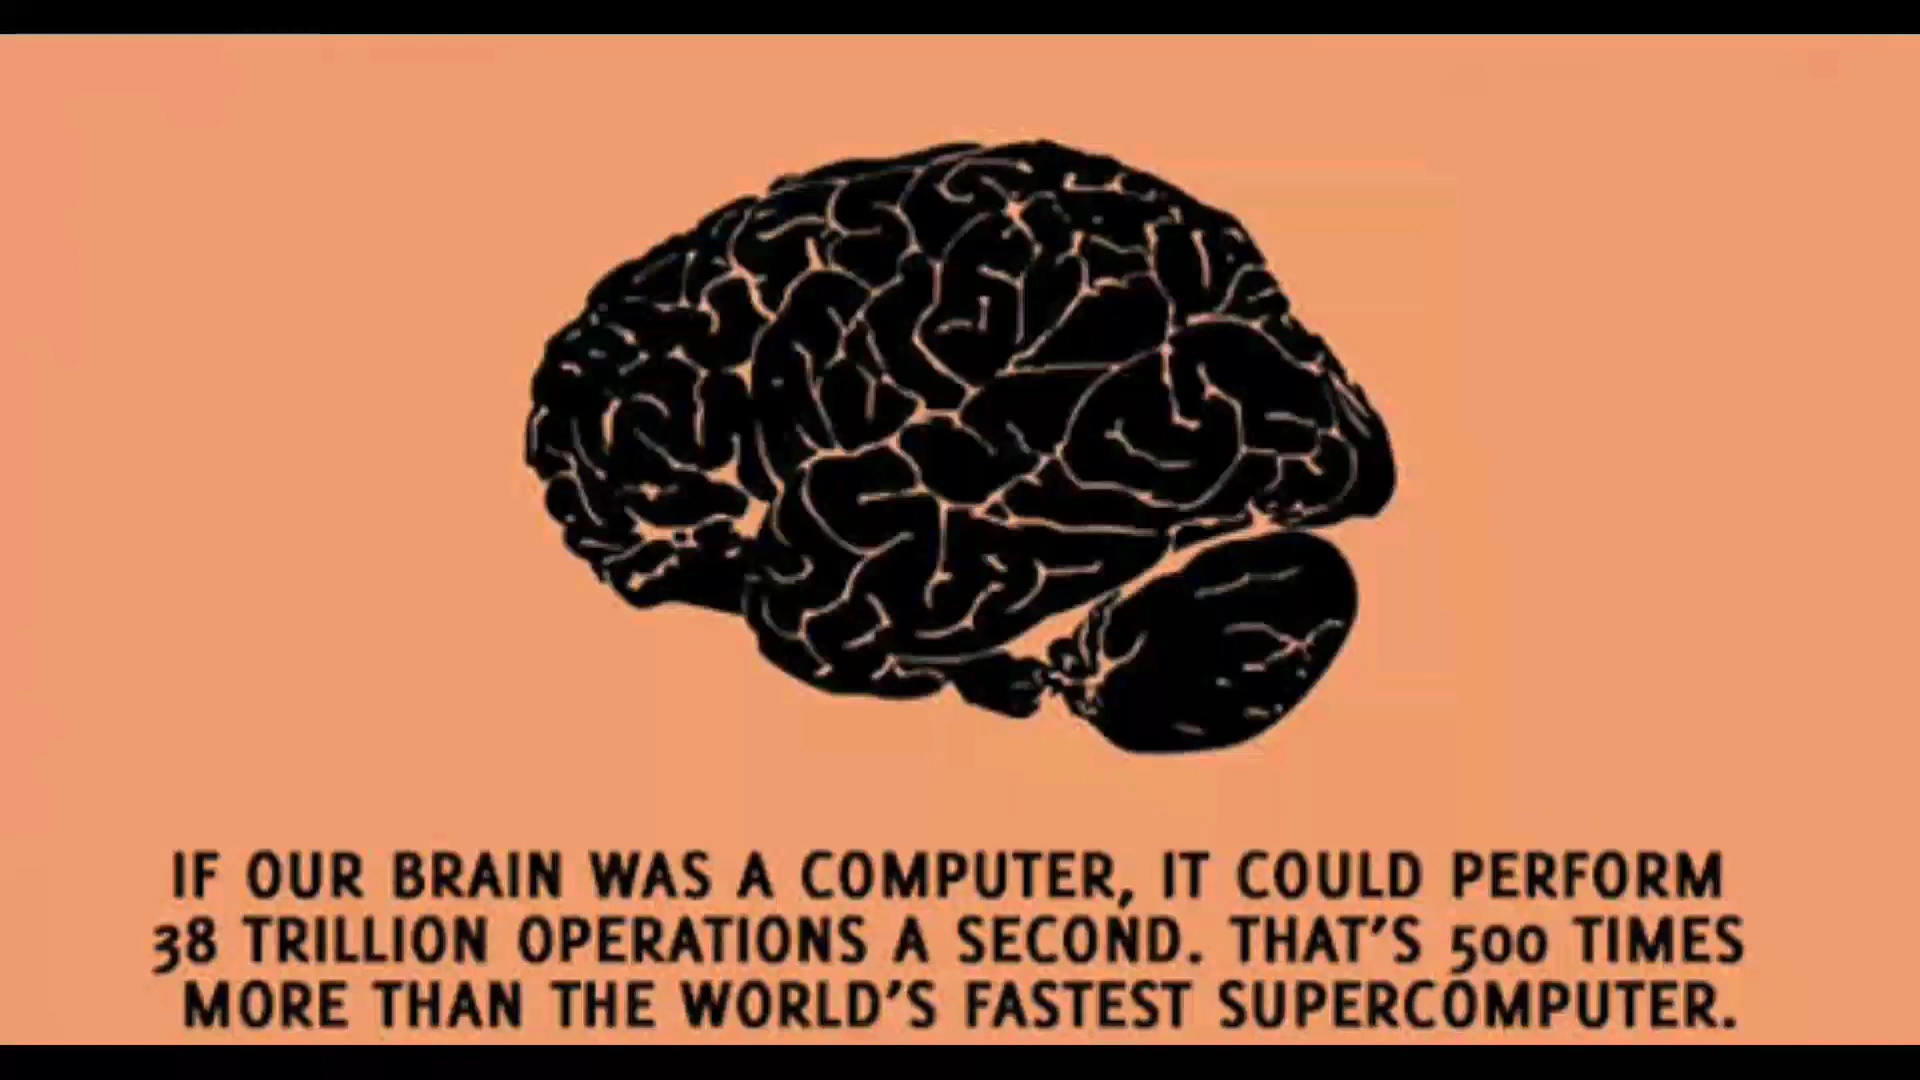 IF OUR BRAIN WAS A COMPUTER, IT COULD PERFORM
38 TRILLION OPERATIONS A SECOND. THAT'S 500 TIMES
MORE THAN THE WORLD'S FASTEST SUPERCOMPUTER.